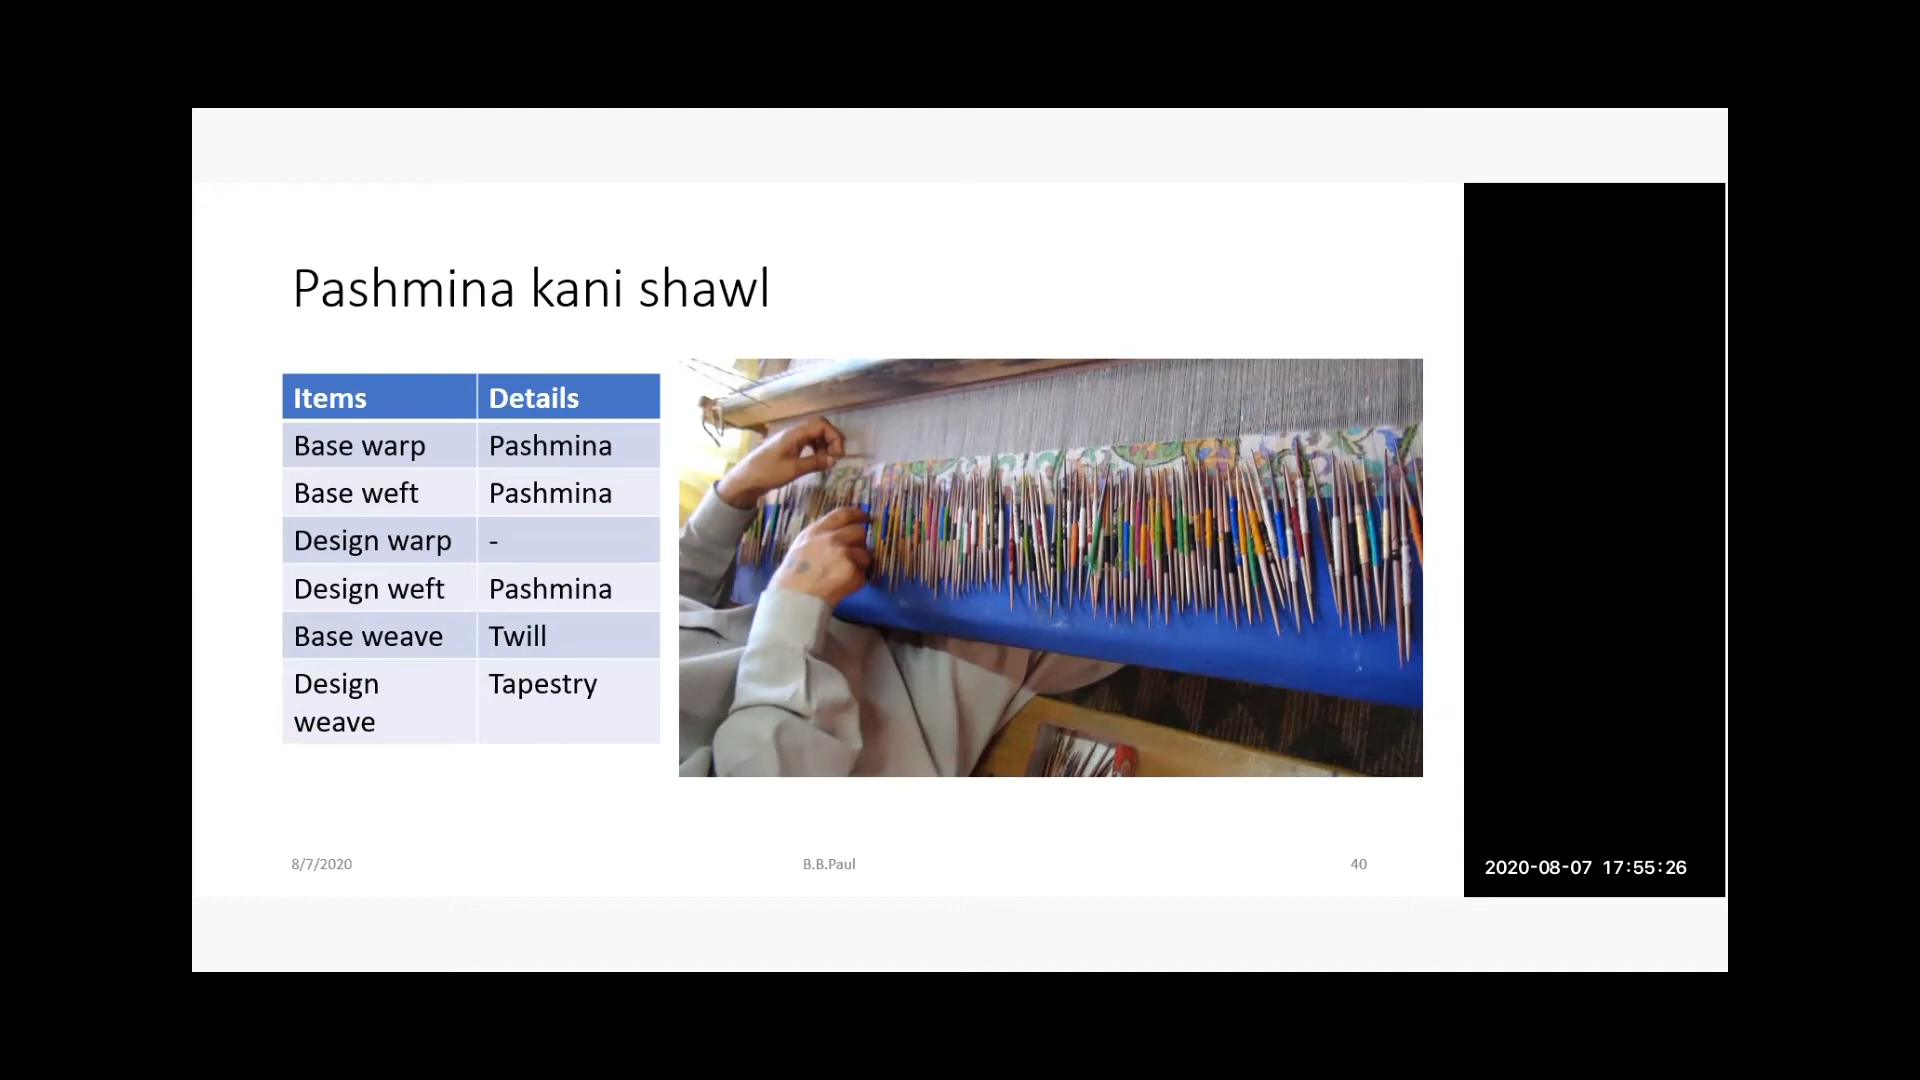 Pashmina kani shawl
Items Details
Base warp Pashmina
Base weft Pashmina
Design warp -
Design weft Pashmina
Base weave Twill
Design Tapestry
weave
8/7/2020 B.B.Paul 40
2020-08-07 17:55:26